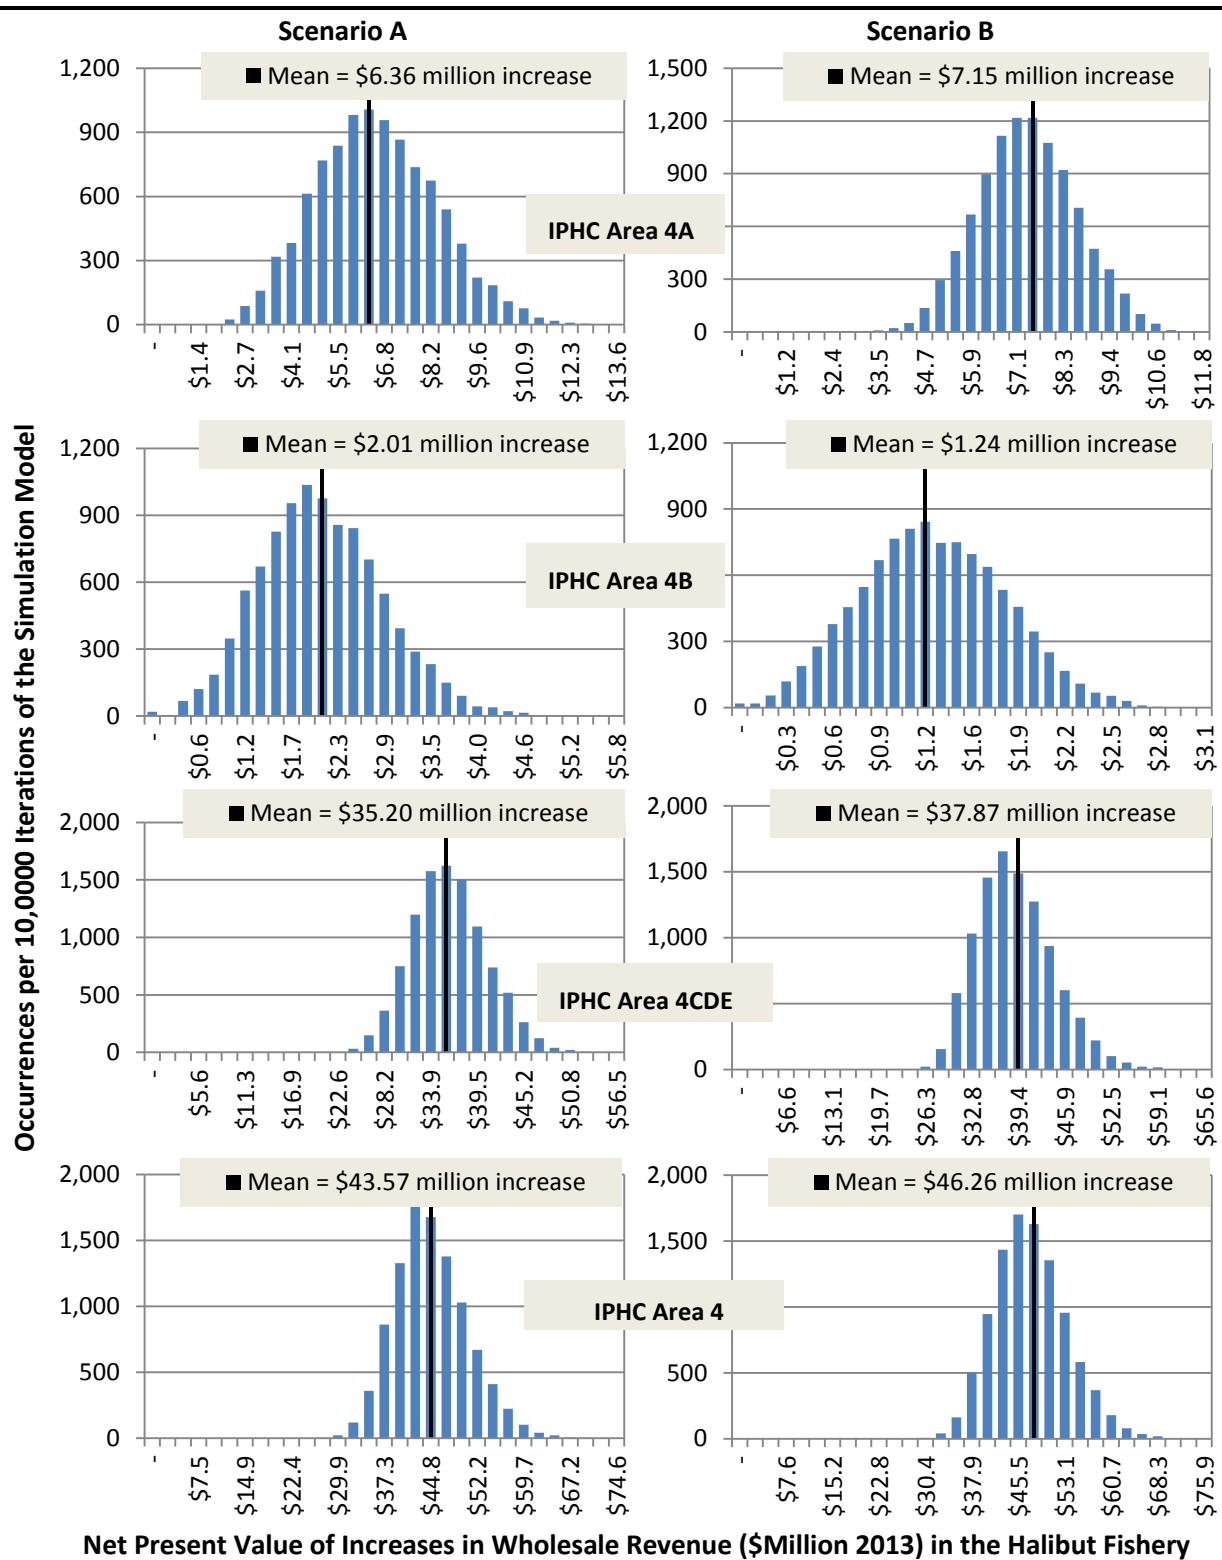 Scenario A
Scenario B
Mean = $6.36 million increase
1,200
900
600
300
0
- $1.4 $2.7 $4.1 $5.5 $6.8 $8.2 $9.6 $10.9 $12.3 $13.6
Mean = $7.15 million increase
1,500
1,200
900
300
0
- $1.2 $2.4 $3.5 $4.7 $5.9 $7.1 $8.3 $9.4 $10.6 $11.8
IPHC Area 4A
Occurrences per 10,0000 Iterations of the Simulation Model
Mean = $2.01 million increase
1,200
900
600
300
0
- $0.6 $1.2 $1.7 $2.3 $2.9 $3.5 $4.0 $4.6 $5.2 $5.8
Mean = $1.24 million increase
1,200
900
300
0
- $0.3 $0.6 $0.9 $1.2 $1.6 $1.9 $2.2 $2.5 $2.8 $3.1
IPHC Area 4B
Mean = $35.20 million increase
2,000
1,500
1,000
500
0
- $5.6 $11.3 $16.9 $22.6 $28.2 $33.9 $39.5 $45.2 $50.8 $56.5
Mean = $37.87 million increase
2,000
1,500
1,000
0
- $6.6 $13.1 $19.7 $26.3 $32.8 $39.4 $45.9 $52.5 $59.1 $65.6
IPHC Area 4CDE
Mean = $43.57 million increase
2,000
1,500
1,000
500
0
- $7.5 $14.9 $22.4 $29.9 $37.3 $44.8 $52.2 $59.7 $67.2 $74.6
Mean = $46.26 million increase
2,000
1,500
1,000
500
0
- $7.6 $15.2 $22.8 $30.4 $37.9 $45.5 $53.1 $60.7 $68.3 $75.9
IPHC Area 4
Net Present Value of Increases in Wholesale Revenue ($Million 2013) in the Halibut Fishery